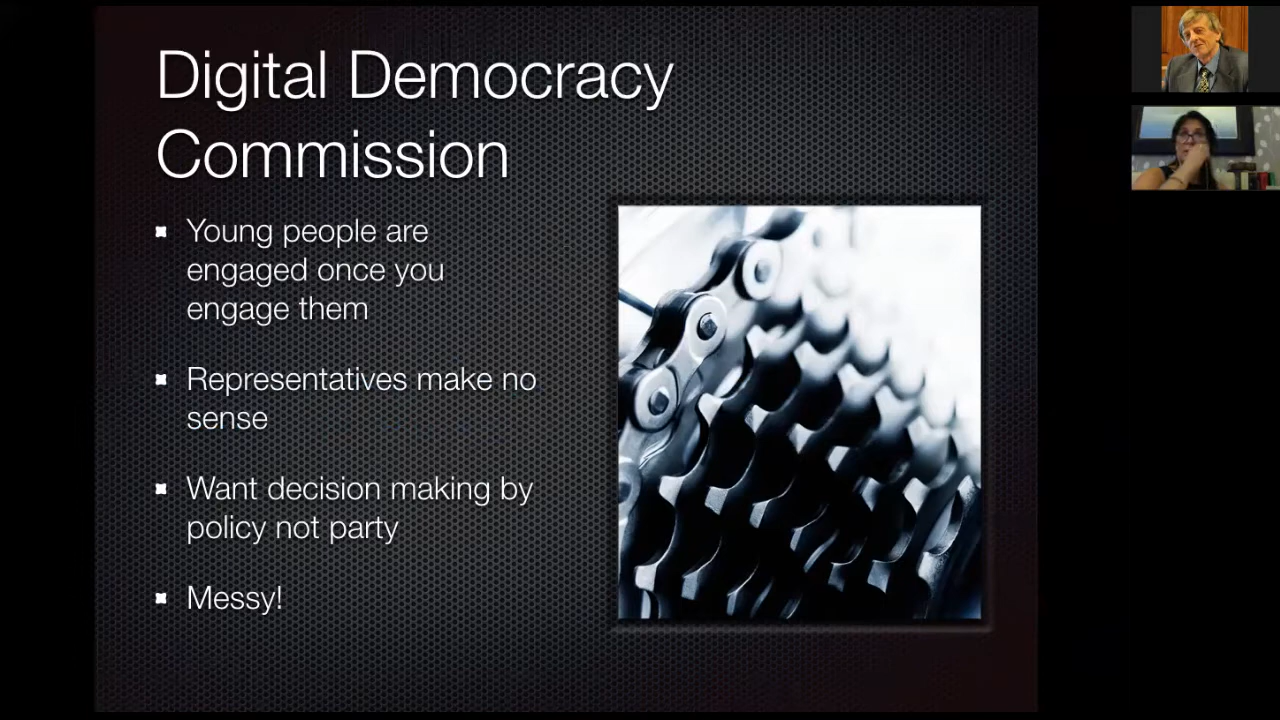 Digital Democracy
Commission
Young people are
engaged once you
engage them
Representatives make no
sense
Want decision making by
policy not party
Messy!